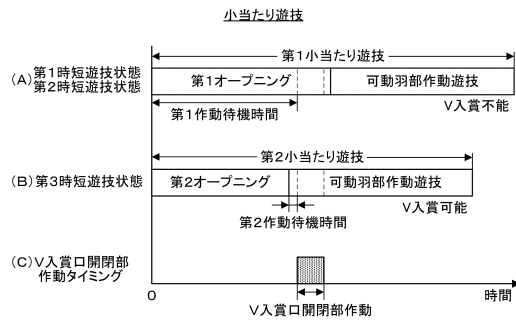 小当たり遊技
第1小当たり遊技
(A)第1時短遊技状態
第2時短遊技状態
第1オープニング
可動羽部作動遊技
第1作動待機時間
V入賞不能
第2小当たり遊技
(B)第3時短遊技状態
第2オープニング
可動羽部作動遊技
第2作動待機時間
V入賞可能
(C)V入賞口開閉部
作動タイミング
0
時間
V入賞口開閉部作動